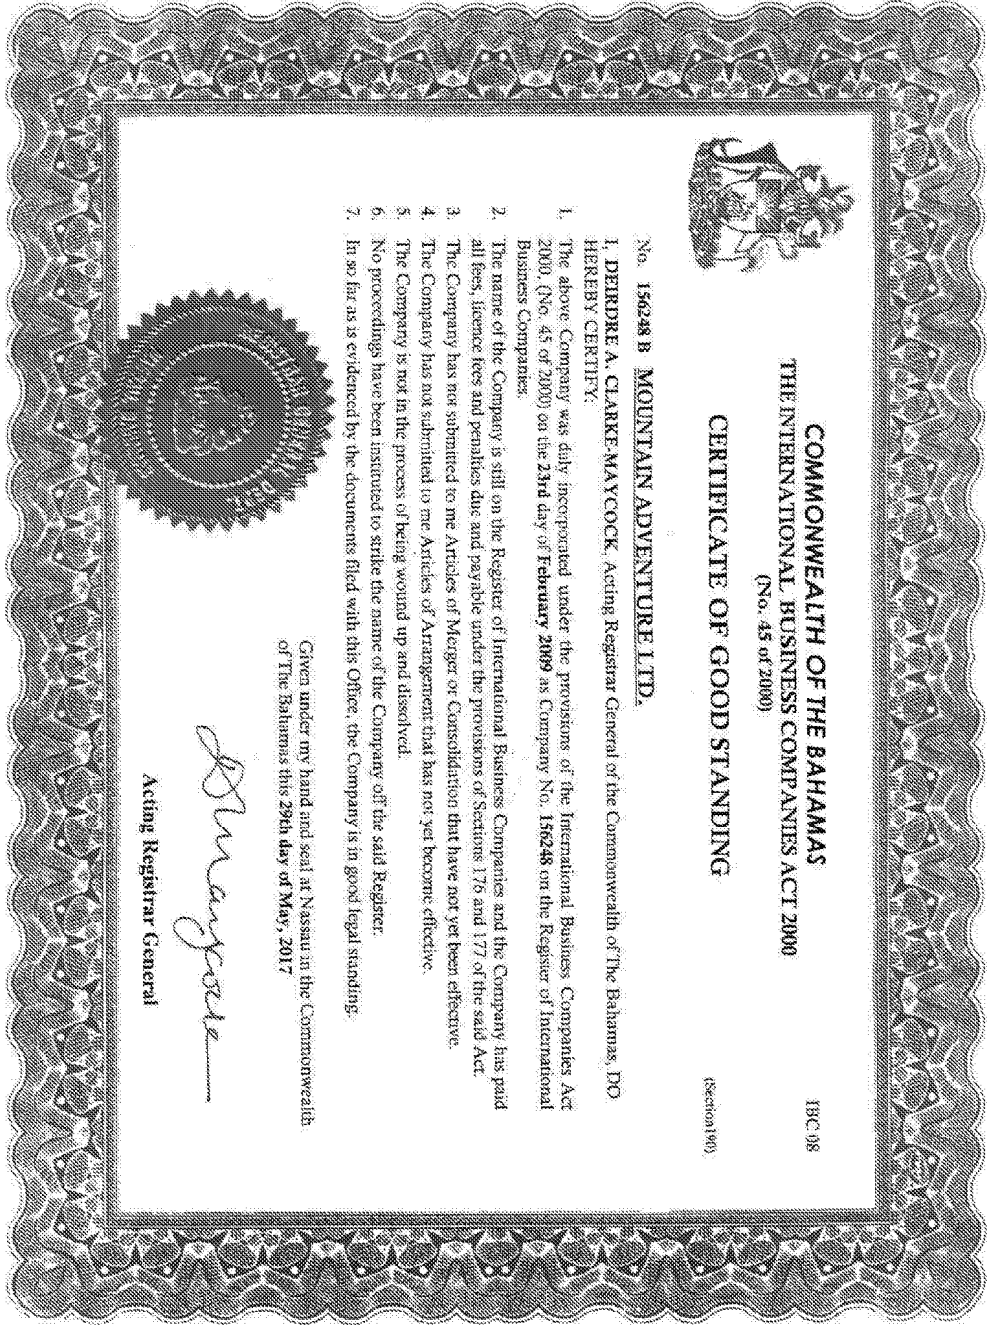 IBC 08
COMMONWEALTH OF THE BAHAMAS
THE INTERNATIONAL BUSINESS COMPANIES ACT 2000
(No. 45 of 2000)
(Section190)
CERTIFICATE OF GOOD STANDING
No. 156248 B MOUNTAIN ADVENTURE LTD.
I, DEIRDRE A. CLARKE-MAYCOCK, Acting Registrar General of the Commonwealth of The Bahamas, DO
HEREBY CERTIFY:
1. The above Company was duly incorporated under the provisions of the International Business Companies Act
2000, (No. 45 of 2000) on the 23rd day of February 2009 as Company No. 156248 on the Register of International
Business Companies.
2. The name of the Company is still on the Register of International Business Companies and the Company has paid
all fees, licence fees and penalties due and payable under the provisions of Sections 176 and 177 of the said Act.
3. The Company has not submitted to me Articles of Merger or Consolidation that have not yet been effective.
4. The Company has not submitted to me Articles of Arrangement that has not yet become effective.
5. The Company is not in the process of being wound up and dissolved.
6. No proceedings have been instituted to strike the name of the Company off the said Register.
7. In so far as is evidenced by the documents filed with this Office, the Company is in good legal standing.
Given under my hand and seal at Nassau in the Commonwealth
of The Bahamas this 29th day of May, 2017
Acting Registrar General